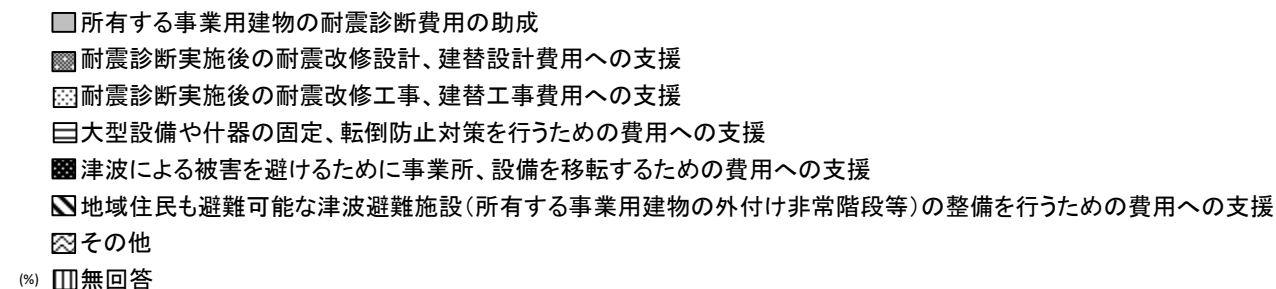 所有する事業用建物の耐震診断費用の助成
耐震診断実施後の耐震改修設計、建替設計費用への支援
耐震診断実施後の耐震改修工事、建替工事費用への支援
大型設備や什器の固定、転倒防止対策を行うための費用への支援
津波による被害を避けるために事業所、設備を移転するための費用への支援
地域住民も避難可能な津波避難施設（所有する事業用建物の外付け非常階段等）の整備を行うための費用への支援
その他
(%) 無回答